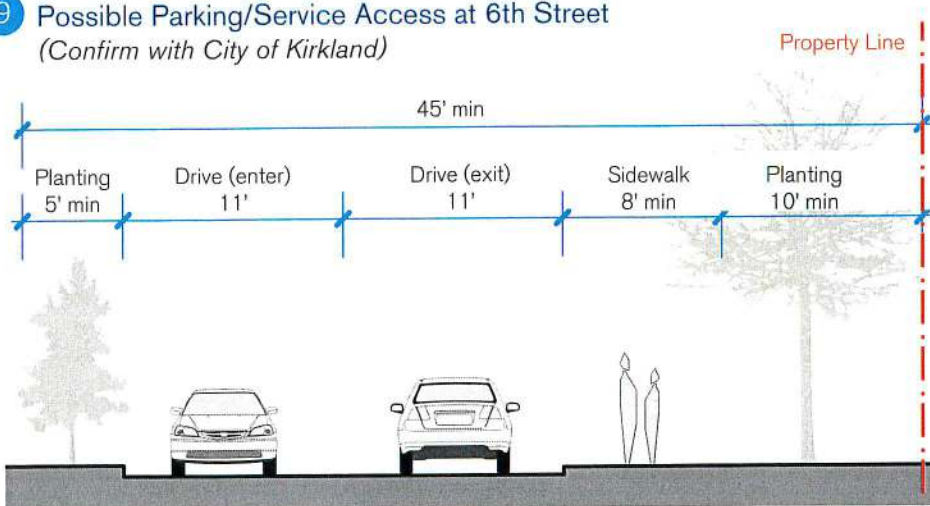 9 Possible Parking/Service Access at 6th Street
(Confirm with City of Kirkland)
Property Line
45' min
Planting
5' min
Drive (enter)
11'
Drive (exit)
11'
Sidewalk
8' min
Planting
10' min